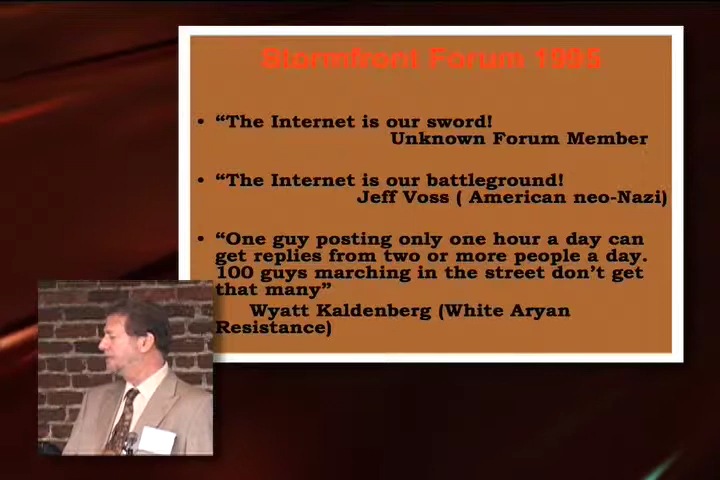 Stormfront Forum 1995
• “The Internet is our sword!
Unknown Forum Member
• “The Internet is our battleground!
Jeff Voss ( American neo-Nazi)
• “One guy posting only one hour a day can
get replies from two or more people a day.
100 guys marching in the street don’t get
that many”
Wyatt Kaldenberg (White Aryan
Resistance)